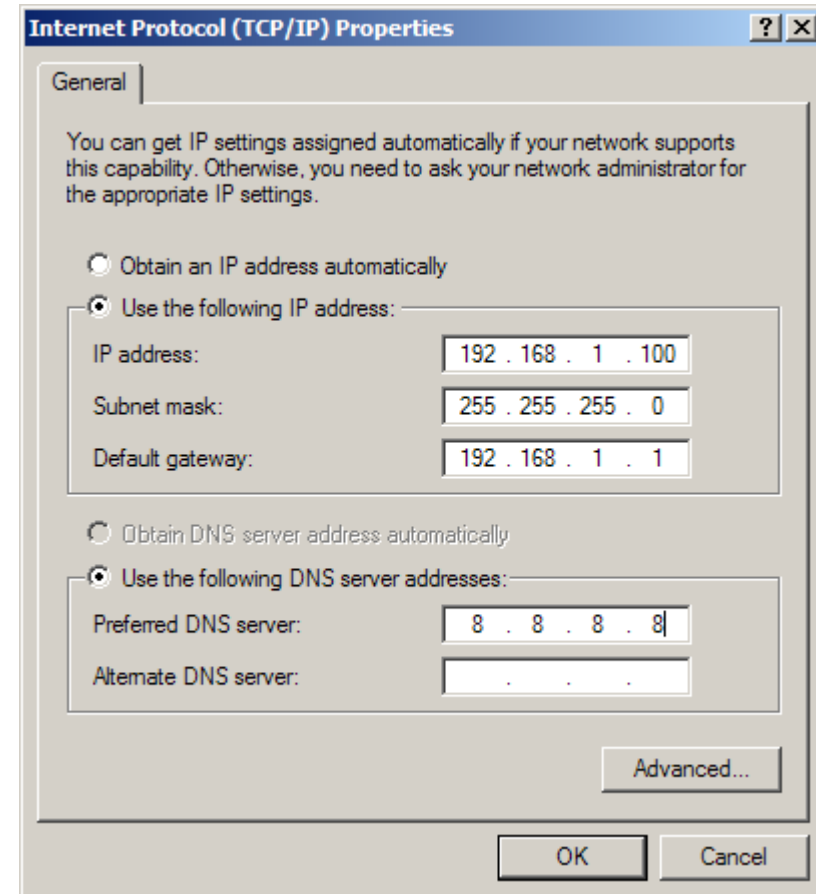 Internet Protocol (TCP/IP) Properties
General
You can get IP settings assigned automatically if your network supports
this capability. Otherwise, you need to ask your network administrator for
the appropriate IP settings.
Obtain an IP address automatically
Use the following IP address:
IP address: 192 . 168 . 1 . 100
Subnet mask: 255 . 255 . 255 . 0
Default gateway: 192 . 168 . 1 . 1
Obtain DNS server address automatically
Use the following DNS server addresses:
Preferred DNS server: 8 . 8 . 8 . 8
Alternate DNS server: . . .
Advanced...
OK Cancel